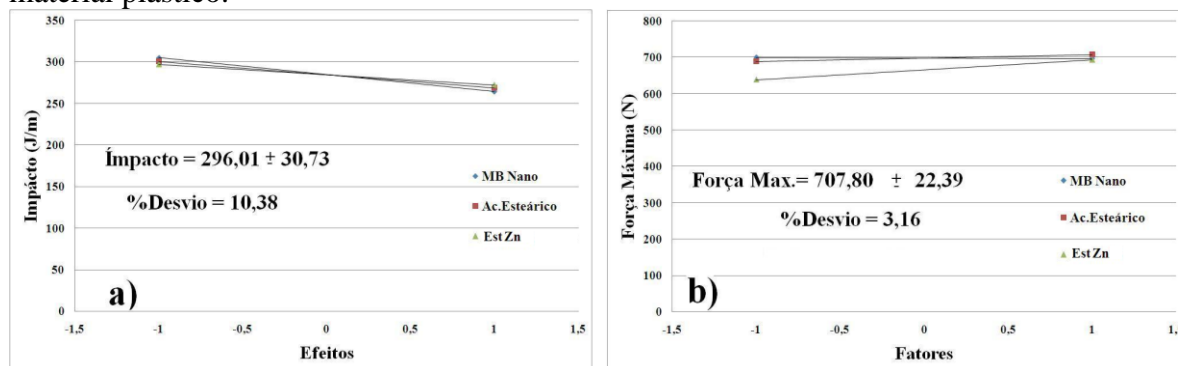 material plástico.
350
300
250
200
150
100
50
0
Impácto (J/m)
Ímpacto = 296,01 ± 30,73
%Desvio = 10,38
MB Nano
Ac.Esteárico
Est Zn
a)
-1,5
-1
-0,5
0
0,5
1
1,5
Efeitos
800
700
600
500
400
300
200
100
0
Força Máxima (N)
Força Max.= 707,80 ± 22,39
%Desvio = 3,16
MB Nano
Ac.Esteárico
Est Zn
b)
-1,5
-1
-0,5
0
0,5
1
Fatores